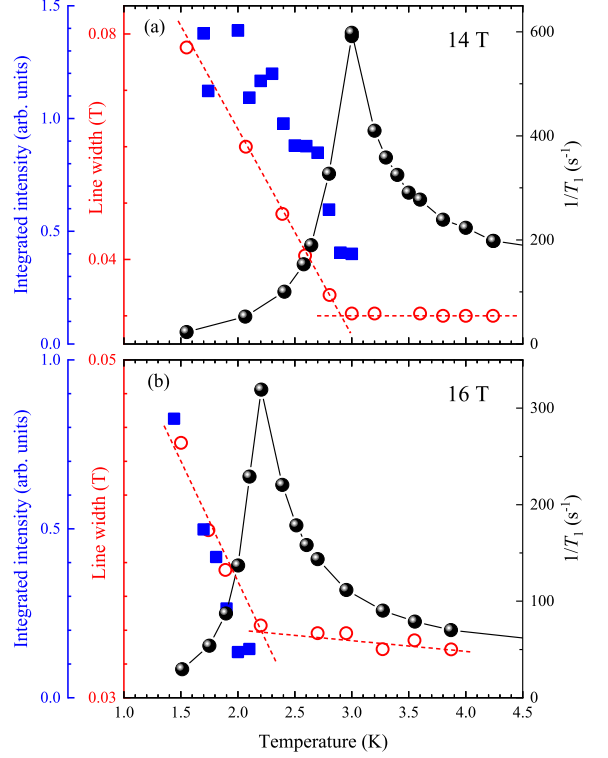 (a)
14 T
1.5
1.0
0.5
0.0
Integrated intensity (arb. units)
0.08
0.04
Line width (T)
600
400
200
0
1/T₁ (s⁻¹)
(b)
16 T
1.0
0.5
0.0
Integrated intensity (arb. units)
0.05
0.03
Line width (T)
300
200
100
0
1/T₁ (s⁻¹)
1.0 1.5 2.0 2.5 3.0 3.5 4.0 4.5
Temperature (K)